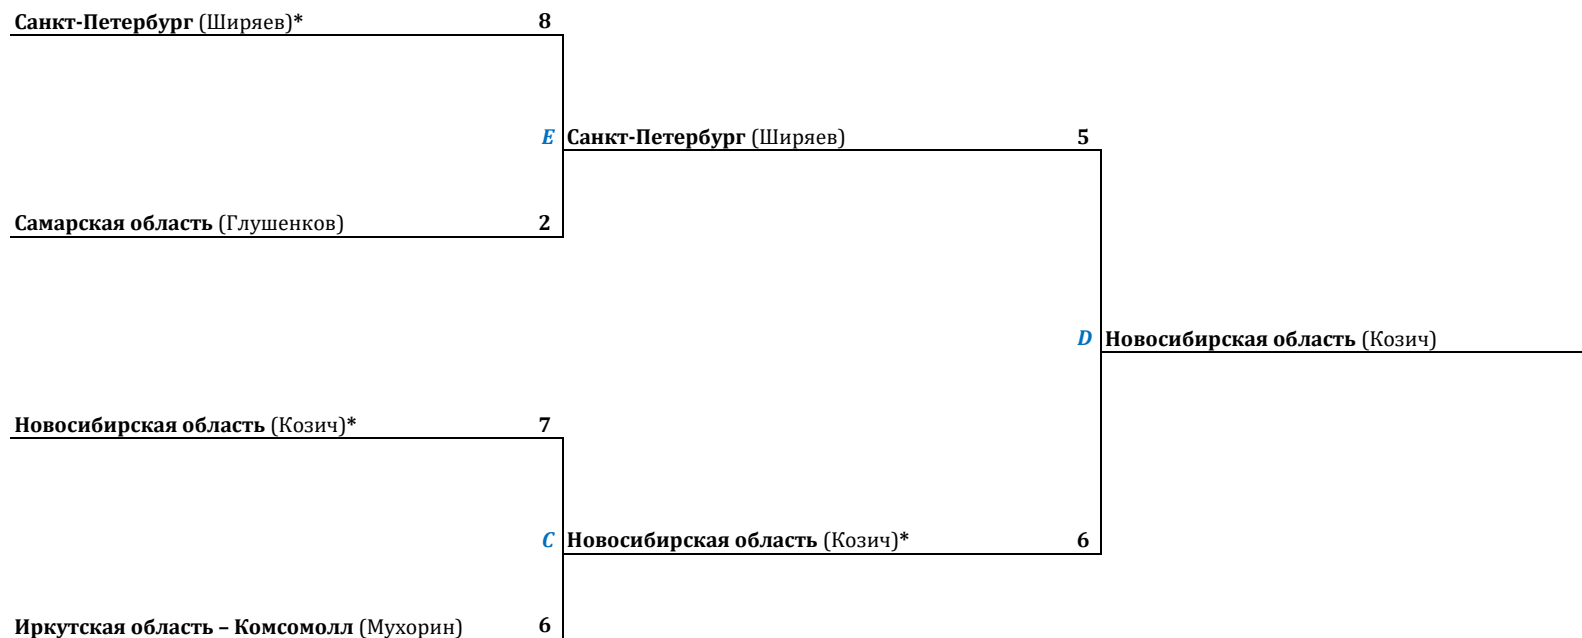 Санкт-Петербург (Ширяев)* 8
E Санкт-Петербург (Ширяев) 5
Самарская область (Глушенков) 2
D Новосибирская область (Козич)
Новосибирская область (Козич)* 7
C Новосибирская область (Козич)* 6
Иркутская область – Комсомолл (Мухорин) 6